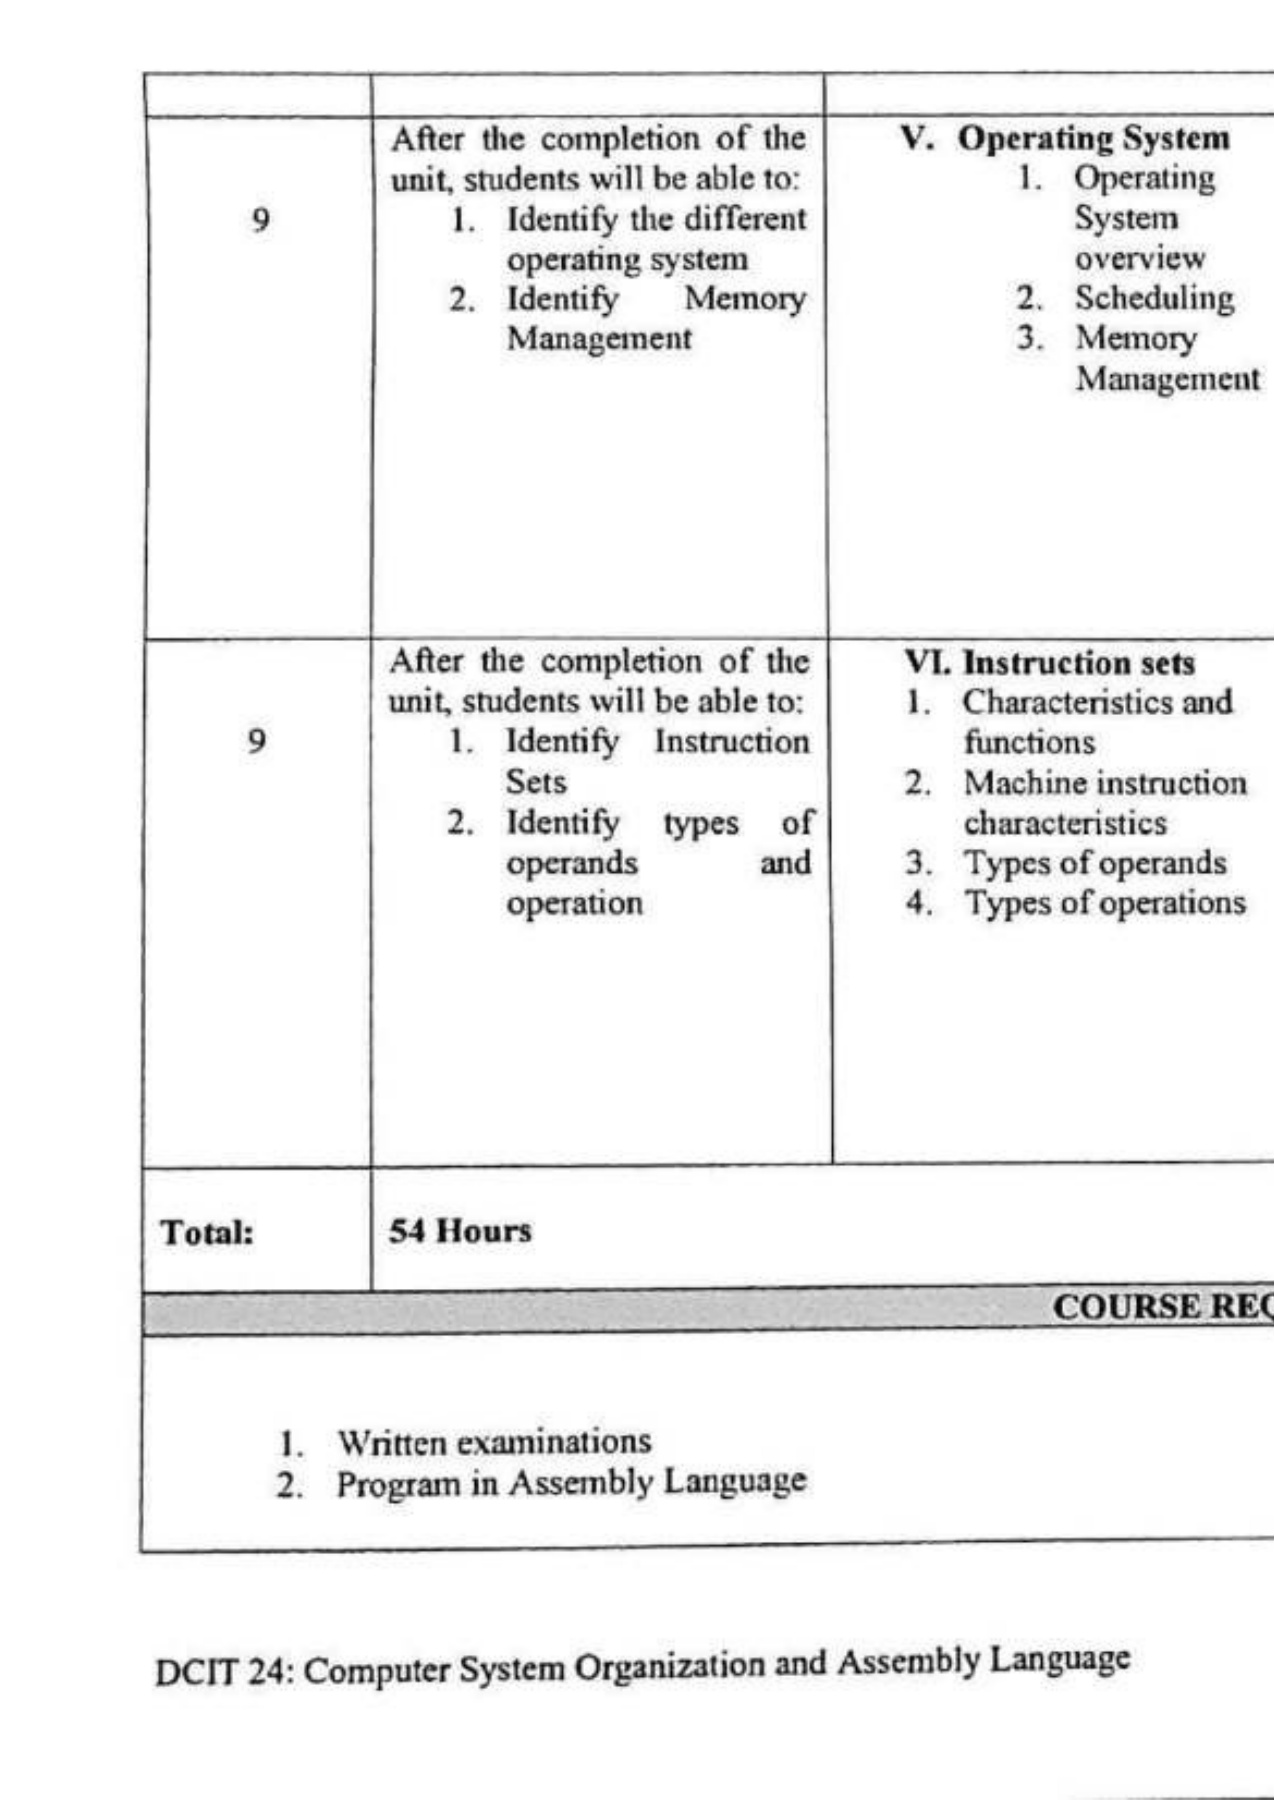 9
After the completion of the
unit, students will be able to:
1. Identify the different
operating system
2. Identify Memory
Management
V. Operating System
1. Operating
System
overview
2. Scheduling
3. Memory
Management
9
After the completion of the
unit, students will be able to:
1. Identify Instruction
Sets
2. Identify types of
operands and
operation
VI. Instruction sets
1. Characteristics and
functions
2. Machine instruction
characteristics
3. Types of operands
4. Types of operations
Total:
54 Hours
COURSE REQ
1. Written examinations
2. Program in Assembly Language
DCIT 24: Computer System Organization and Assembly Language